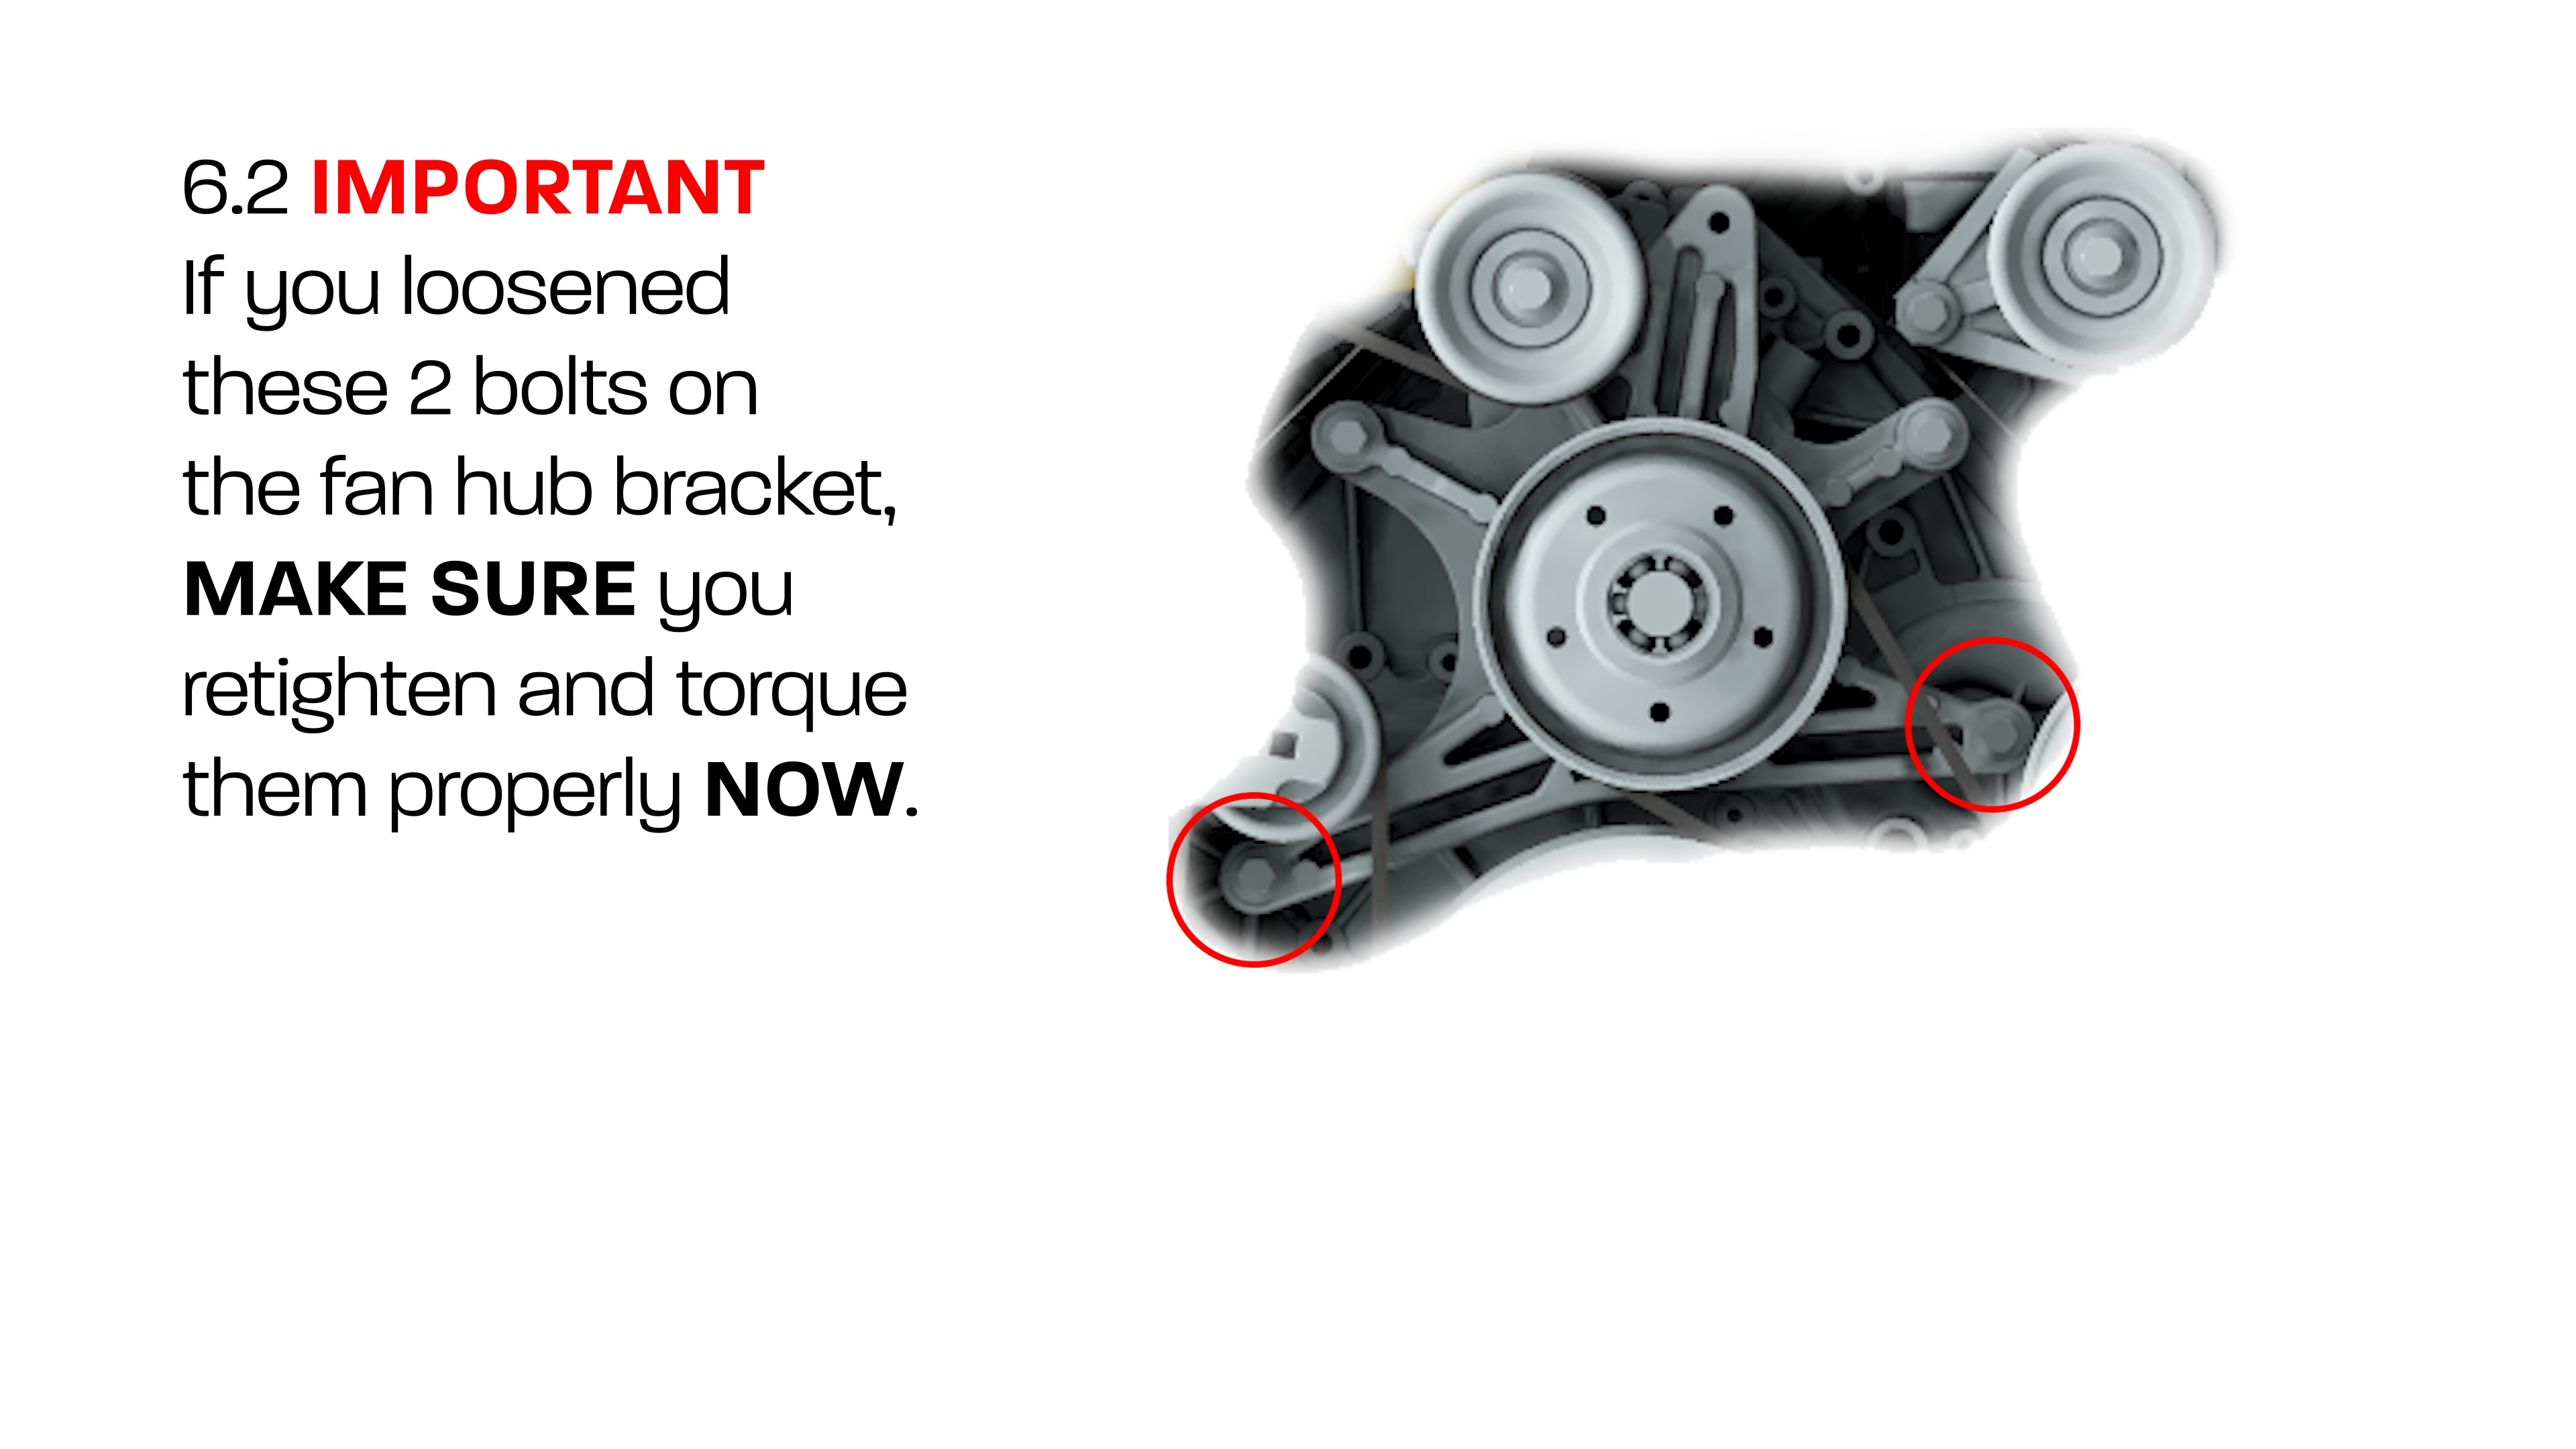 6.2 IMPORTANT
If you loosened
these 2 bolts on
the fan hub bracket,
MAKE SURE you
retighten and torque
them properly NOW.